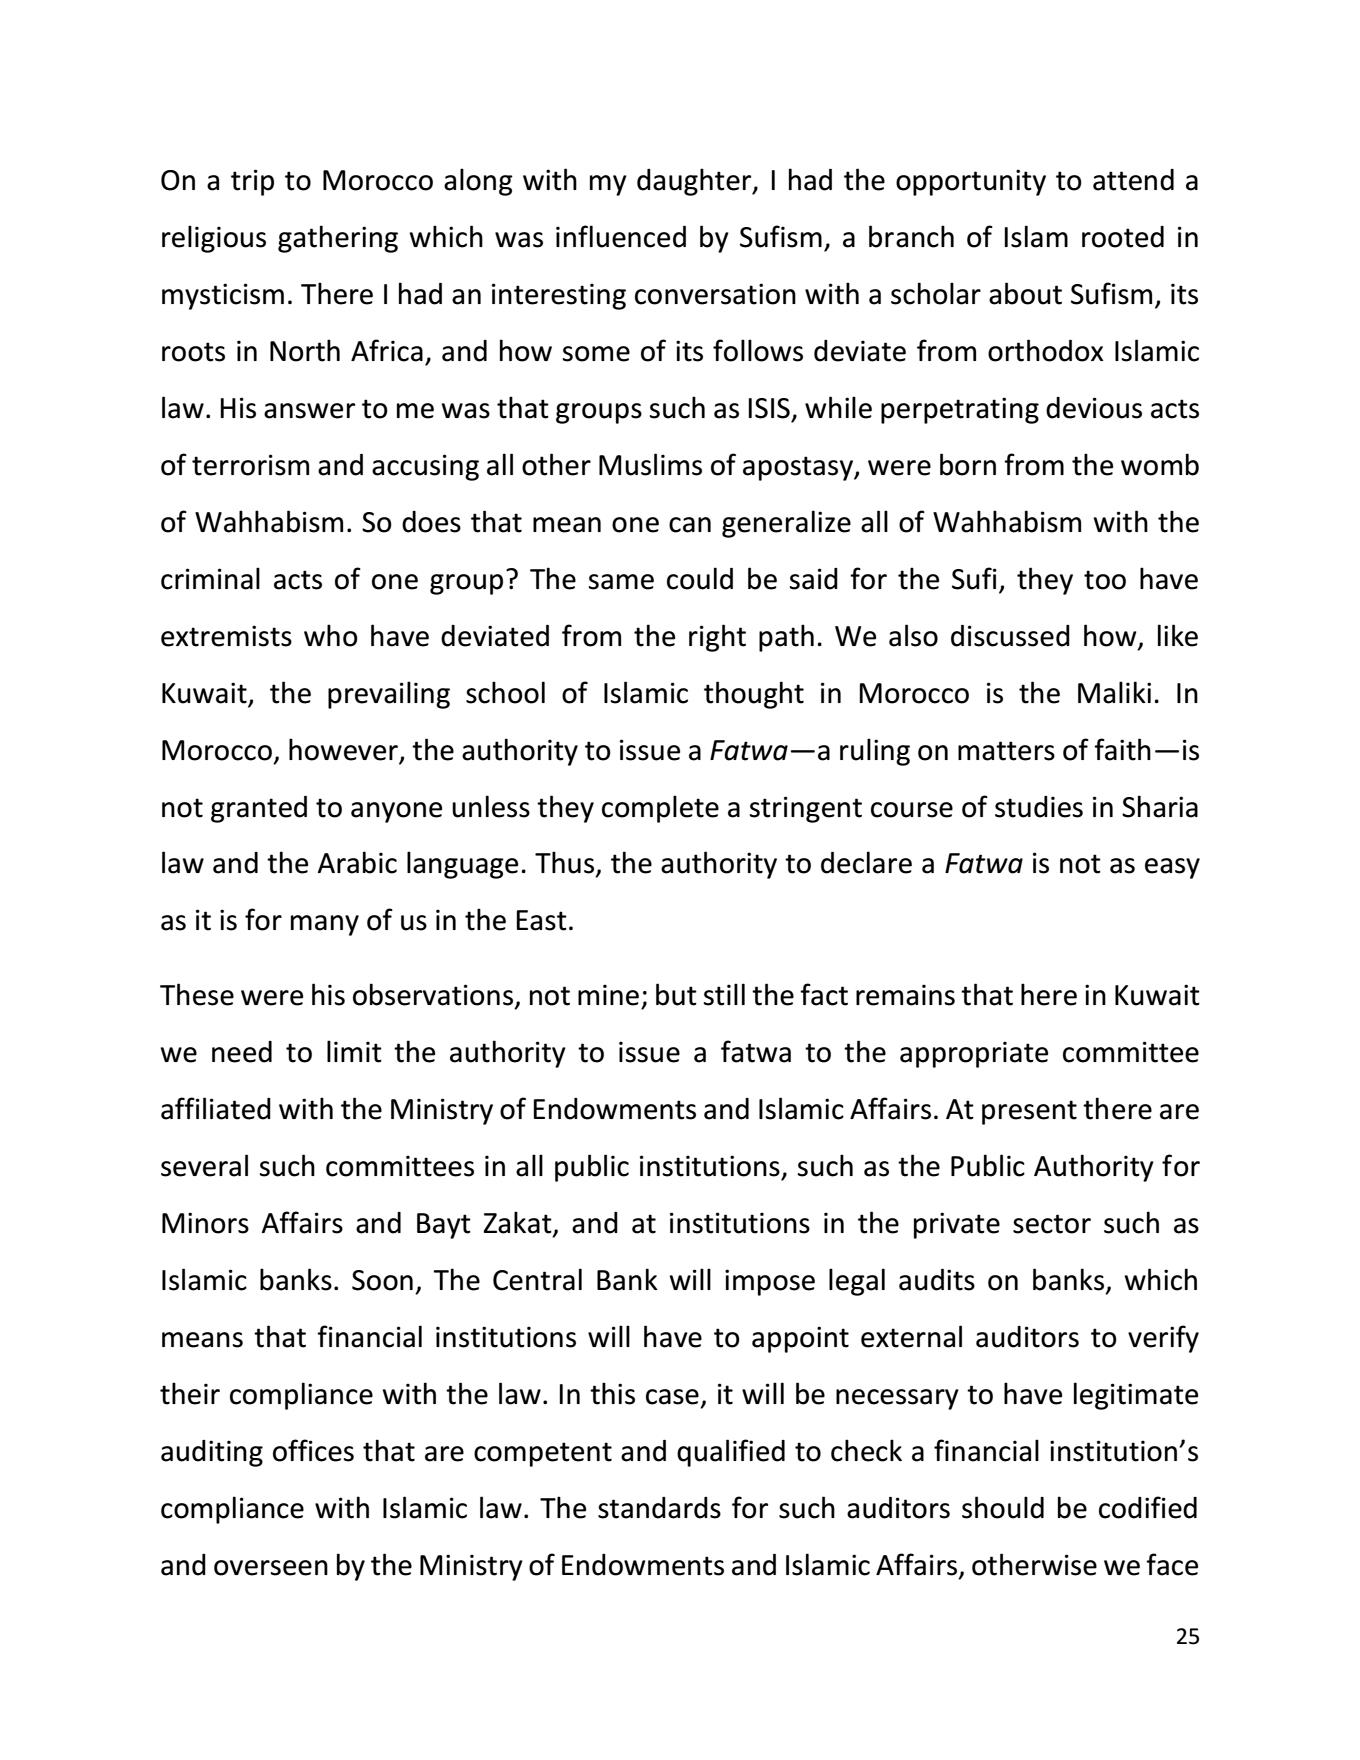 On a trip to Morocco along with my daughter, I had the opportunity to attend a
religious gathering which was influenced by Sufism, a branch of Islam rooted in
mysticism. There I had an interesting conversation with a scholar about Sufism, its
roots in North Africa, and how some of its follows deviate from orthodox Islamic
law. His answer to me was that groups such as ISIS, while perpetrating devious acts
of terrorism and accusing all other Muslims of apostasy, were born from the womb
of Wahhabism. So does that mean one can generalize all of Wahhabism with the
criminal acts of one group? The same could be said for the Sufi, they too have
extremists who have deviated from the right path. We also discussed how, like
Kuwait, the prevailing school of Islamic thought in Morocco is the Maliki. In
Morocco, however, the authority to issue a Fatwa—a ruling on matters of faith—is
not granted to anyone unless they complete a stringent course of studies in Sharia
law and the Arabic language. Thus, the authority to declare a Fatwa is not as easy
as it is for many of us in the East.
These were his observations, not mine; but still the fact remains that here in Kuwait
we need to limit the authority to issue a fatwa to the appropriate committee
affiliated with the Ministry of Endowments and Islamic Affairs. At present there are
several such committees in all public institutions, such as the Public Authority for
Minors Affairs and Bayt Zakat, and at institutions in the private sector such as
Islamic banks. Soon, The Central Bank will impose legal audits on banks, which
means that financial institutions will have to appoint external auditors to verify
their compliance with the law. In this case, it will be necessary to have legitimate
auditing offices that are competent and qualified to check a financial institution’s
compliance with Islamic law. The standards for such auditors should be codified
and overseen by the Ministry of Endowments and Islamic Affairs, otherwise we face
25